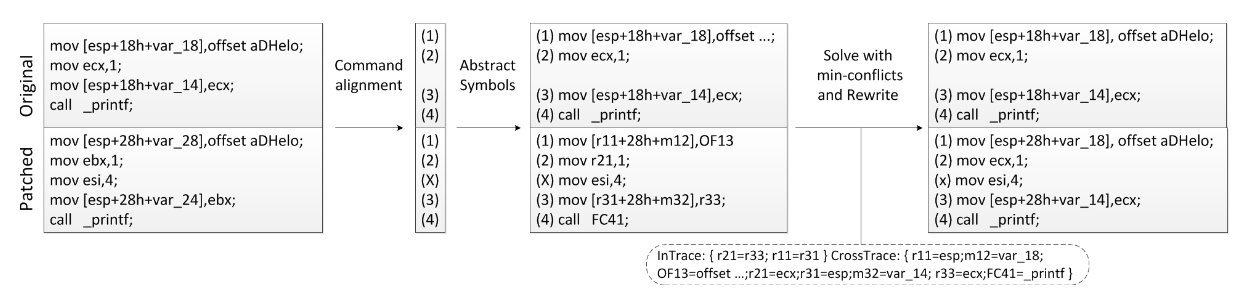 Original
mov [esp+18h+var_18],offset aDHelo;
mov ecx,1;
mov [esp+18h+var_14],ecx;
call _printf;
Patched
mov [esp+28h+var_28],offset aDHelo;
mov ebx,1;
mov esi,4;
mov [esp+28h+var_24],ebx;
call _printf;
Command
alignment
(1)
(2)
(3)
(4)
(1)
(2)
(X)
(3)
(4)
Abstract
Symbols
(1) mov [esp+18h+var_18],offset ...;
(2) mov ecx,1;
(3) mov [esp+18h+var_14],ecx;
(4) call _printf;
(1) mov [r11+28h+m12],OF13
(2) mov r21,1;
(X) mov esi,4;
(3) mov [r31+28h+m32],r33;
(4) call FC41;
Solve with
min-conflicts
and Rewrite
InTrace: { r21=r33; r11=r31 } CrossTrace: { r11=esp;m12=var_18;
OF13=offset ...;r21=ecx;r31=esp;m32=var_14; r33=ecx;FC41=_printf }
(1) mov [esp+18h+var_18], offset aDHelo;
(2) mov ecx,1;
(3) mov [esp+18h+var_14],ecx;
(4) call _printf;
(1) mov [esp+28h+var_18], offset aDHelo;
(2) mov ecx,1;
(x) mov esi,4;
(3) mov [esp+28h+var_14],ecx;
(4) call _printf;